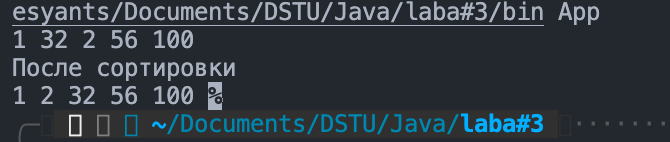 esyants/Documents/DSTU/Java/laba#3/bin App
1 32 2 56 100
После сортировки
1 2 32 56 100 %
~/Documents/DSTU/Java/laba#3